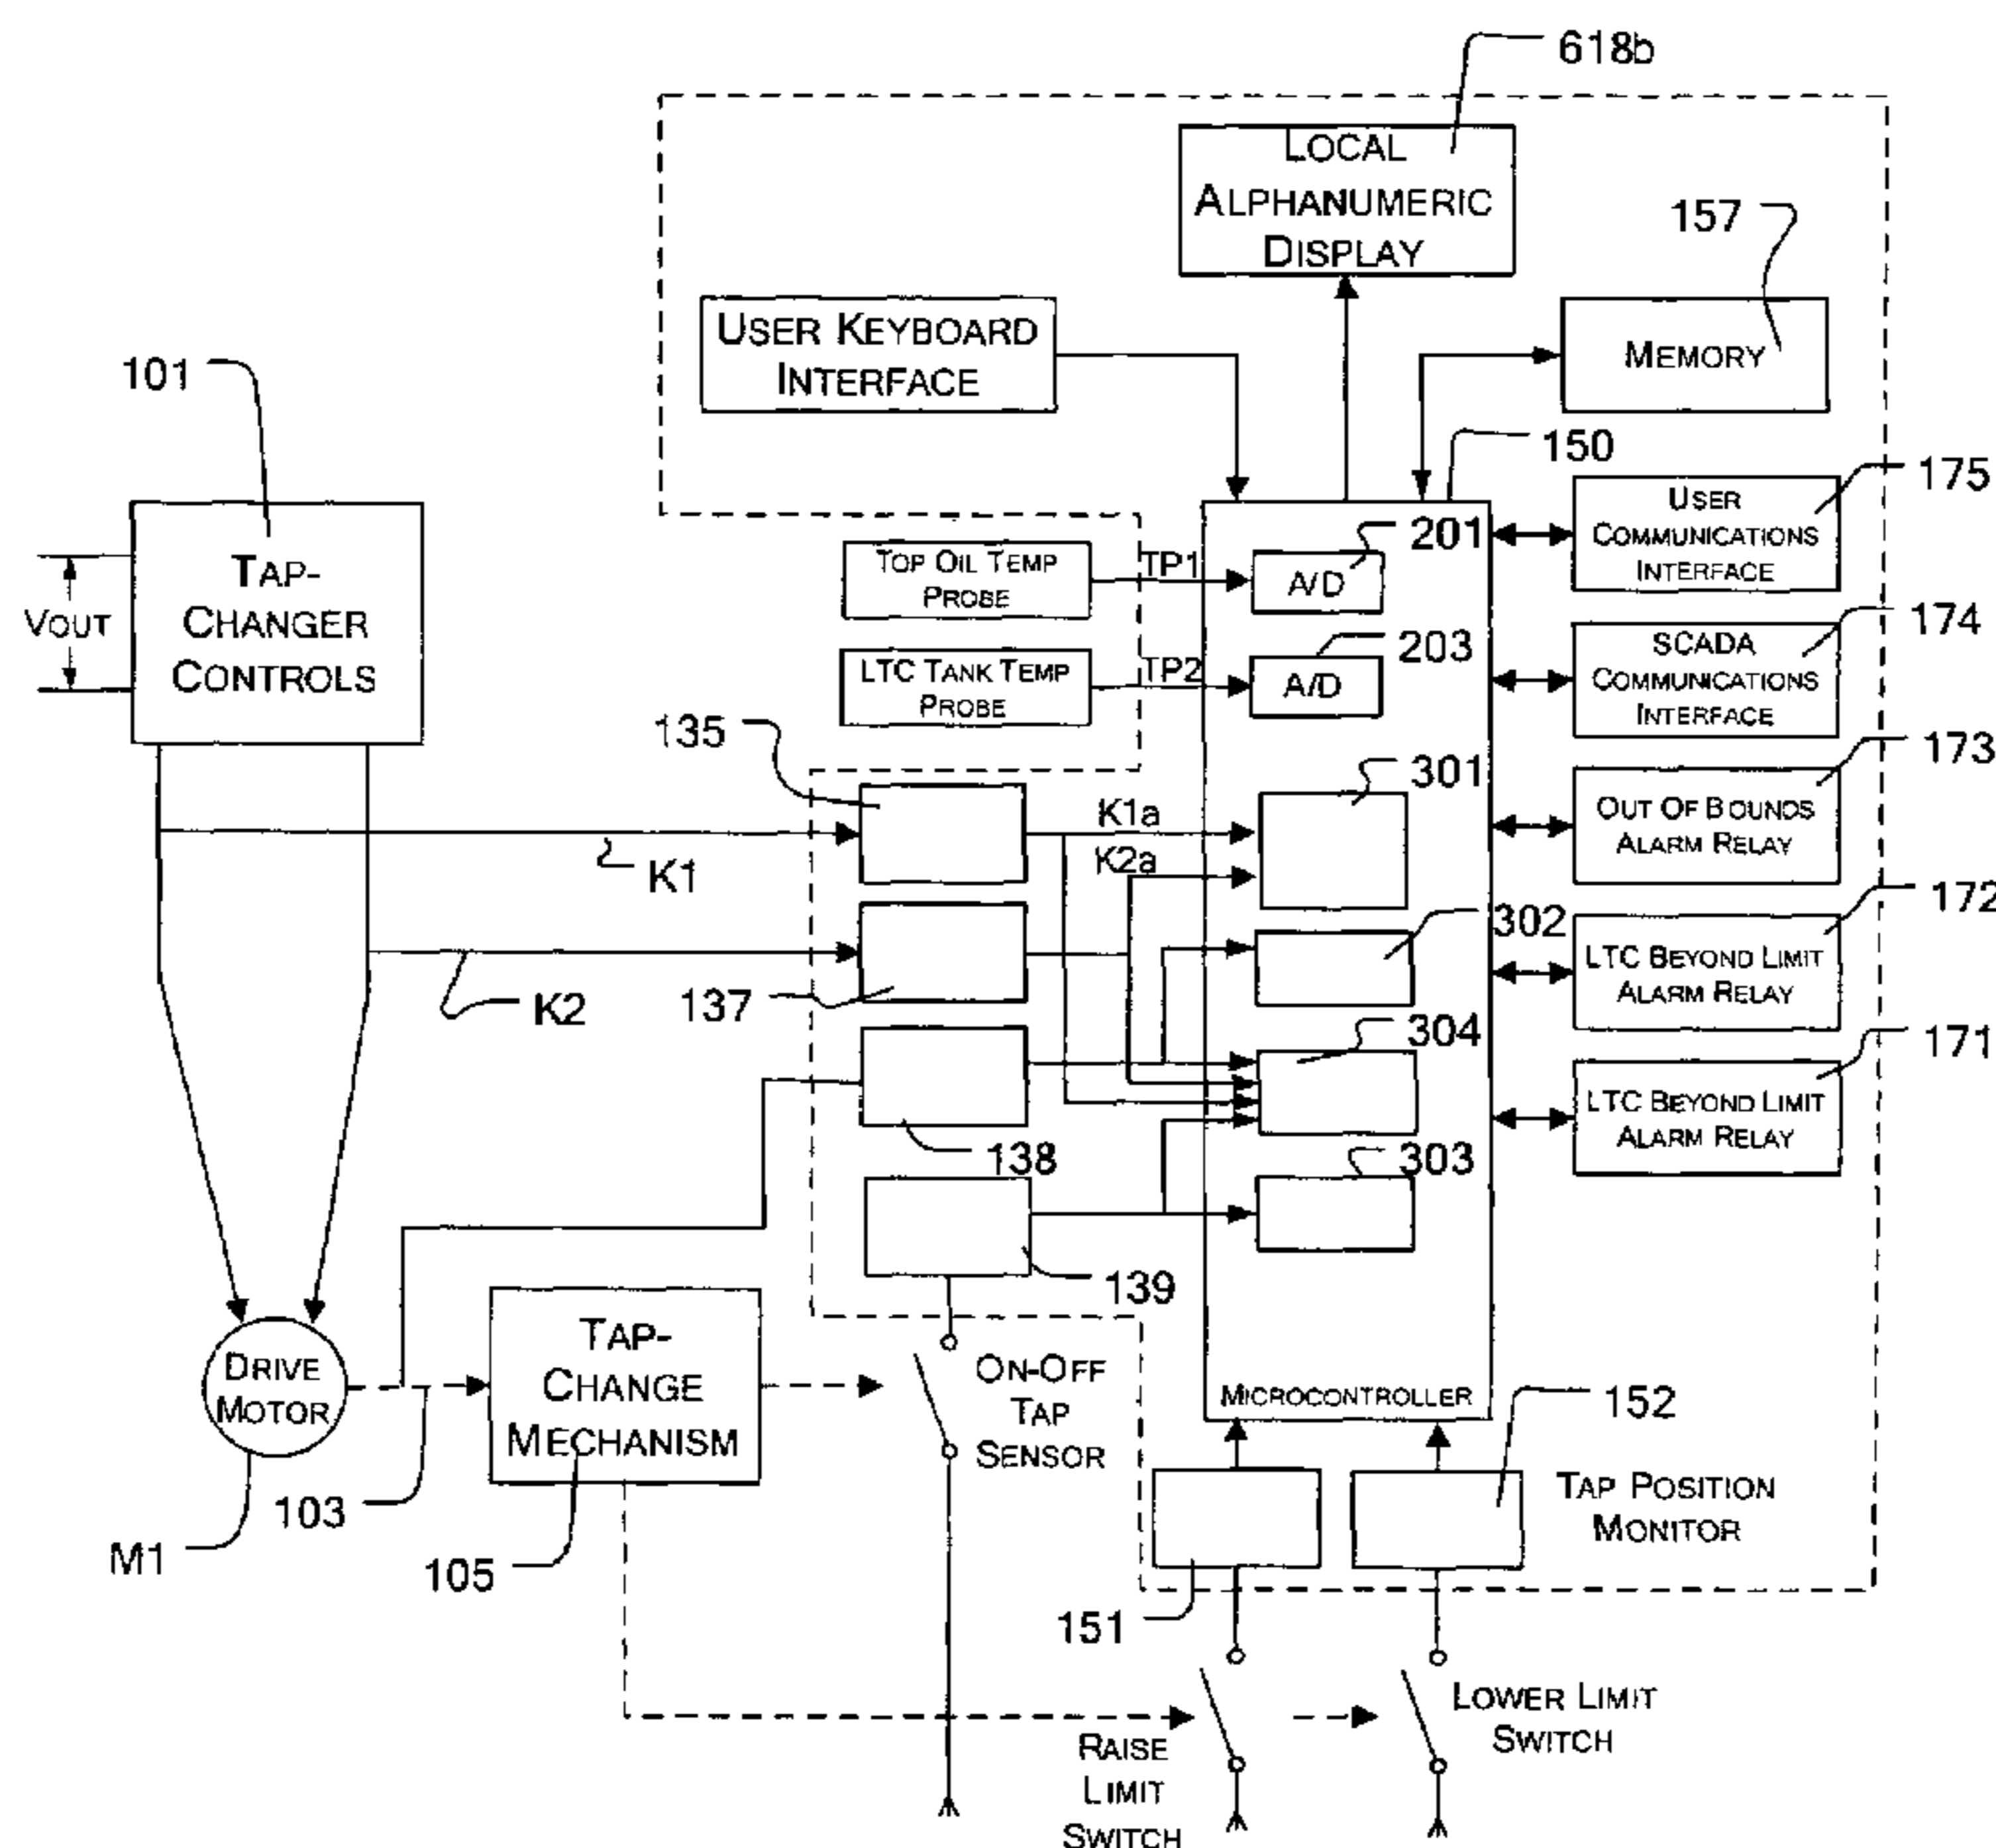 618b
LOCAL
ALPHANUMERIC
DISPLAY
157
USER KEYBOARD
INTERFACE
MEMORY
101
150
175
USER
COMMUNICATIONS
INTERFACE
TAP-
CHANGER
CONTROLS
VOUT
TOP OIL TEMP
PROBE
TP1
A/D
201
LTC TANK TEMP
PROBE
TP2
A/D
203
174
SCADA
COMMUNICATIONS
INTERFACE
135
K1
K1a
K2a
301
173
OUT OF BOUNDS
ALARM RELAY
K2
137
302
172
LTC BEYOND LIMIT
ALARM RELAY
138
304
171
LTC BEYOND LIMIT
ALARM RELAY
139
303
DRIVE
MOTOR
M1
103
TAP-
CHANGE
MECHANISM
105
ON-OFF
TAP
SENSOR
MICROCONTROLLER
152
TAP POSITION
MONITOR
151
RAISE
LIMIT
SWITCH
LOWER LIMIT
SWITCH